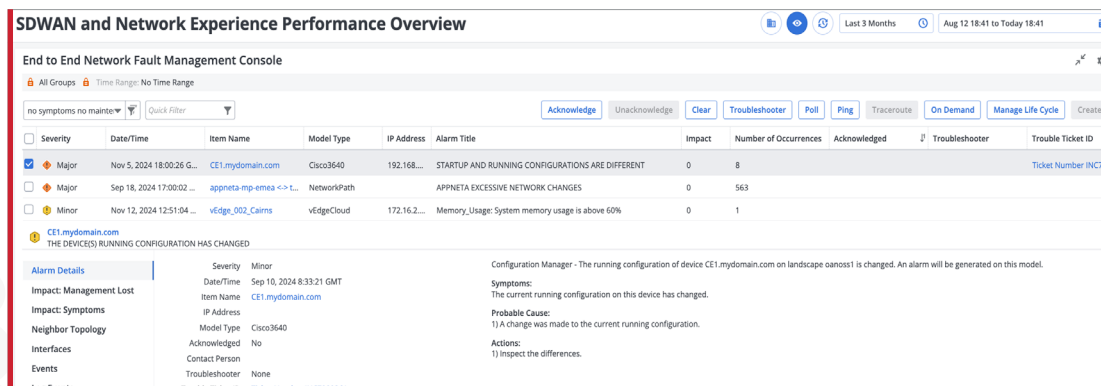 SDWAN and Network Experience Performance Overview
Last 3 Months
Aug 12 18:41 to Today 18:41
End to End Network Fault Management Console
All Groups Time Range: No Time Range
no symptoms no mainte Quick Filter Acknowledge Unacknowledge Clear Troubleshooter Poll Ping Traceroute On Demand Manage Life Cycle Create
Severity Date/Time Item Name Model Type IP Address Alarm Title Impact Number of Occurrences Acknowledged Troubleshooter Trouble Ticket ID
Major Nov 5, 2024 18:00:26 G... CE1.mydomain.com Cisco3640 192.168.... STARTUP AND RUNNING CONFIGURATIONS ARE DIFFERENT 0 8 Ticket Number INC7
Major Sep 18, 2024 17:00:02 ... appneta-mp-emea <-> t... NetworkPath APPNETA EXCESSIVE NETWORK CHANGES 0 563
Minor Nov 12, 2024 12:51:04 ... vEdge_002_Cairns vEdgeCloud 172.16.2.... Memory_Usage: System memory usage is above 60% 0 1
CE1.mydomain.com
THE DEVICE(S) RUNNING CONFIGURATION HAS CHANGED
Alarm Details
Impact: Management Lost
Impact: Symptoms
Neighbor Topology
Interfaces
Events
Severity Minor
Date/Time Sep 10, 2024 8:33:21 GMT
Item Name CE1.mydomain.com
IP Address
Model Type Cisco3640
Acknowledged No
Contact Person
Troubleshooter None
Configuration Manager - The running configuration of device CE1.mydomain.com on landscape oanoss1 is changed. An alarm will be generated on this model.
Symptoms:
The current running configuration on this device has changed.
Probable Cause:
1) A change was made to the current running configuration.
Actions:
1) Inspect the differences.